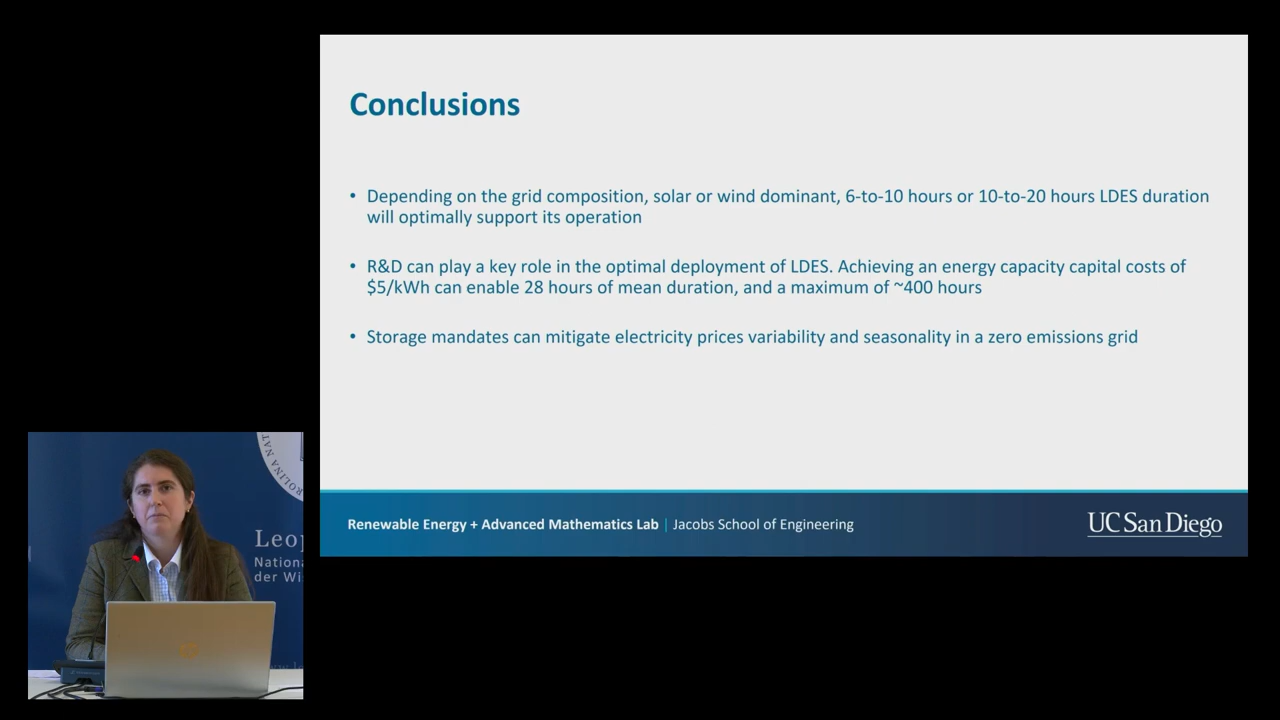 Conclusions
• Depending on the grid composition, solar or wind dominant, 6-to-10 hours or 10-to-20 hours LDES duration
will optimally support its operation
• R&D can play a key role in the optimal deployment of LDES. Achieving an energy capacity capital costs of
$5/kWh can enable 28 hours of mean duration, and a maximum of ~400 hours
• Storage mandates can mitigate electricity prices variability and seasonality in a zero emissions grid
Renewable Energy + Advanced Mathematics Lab | Jacobs School of Engineering
UC San Diego
Leop
Nation
der Wi